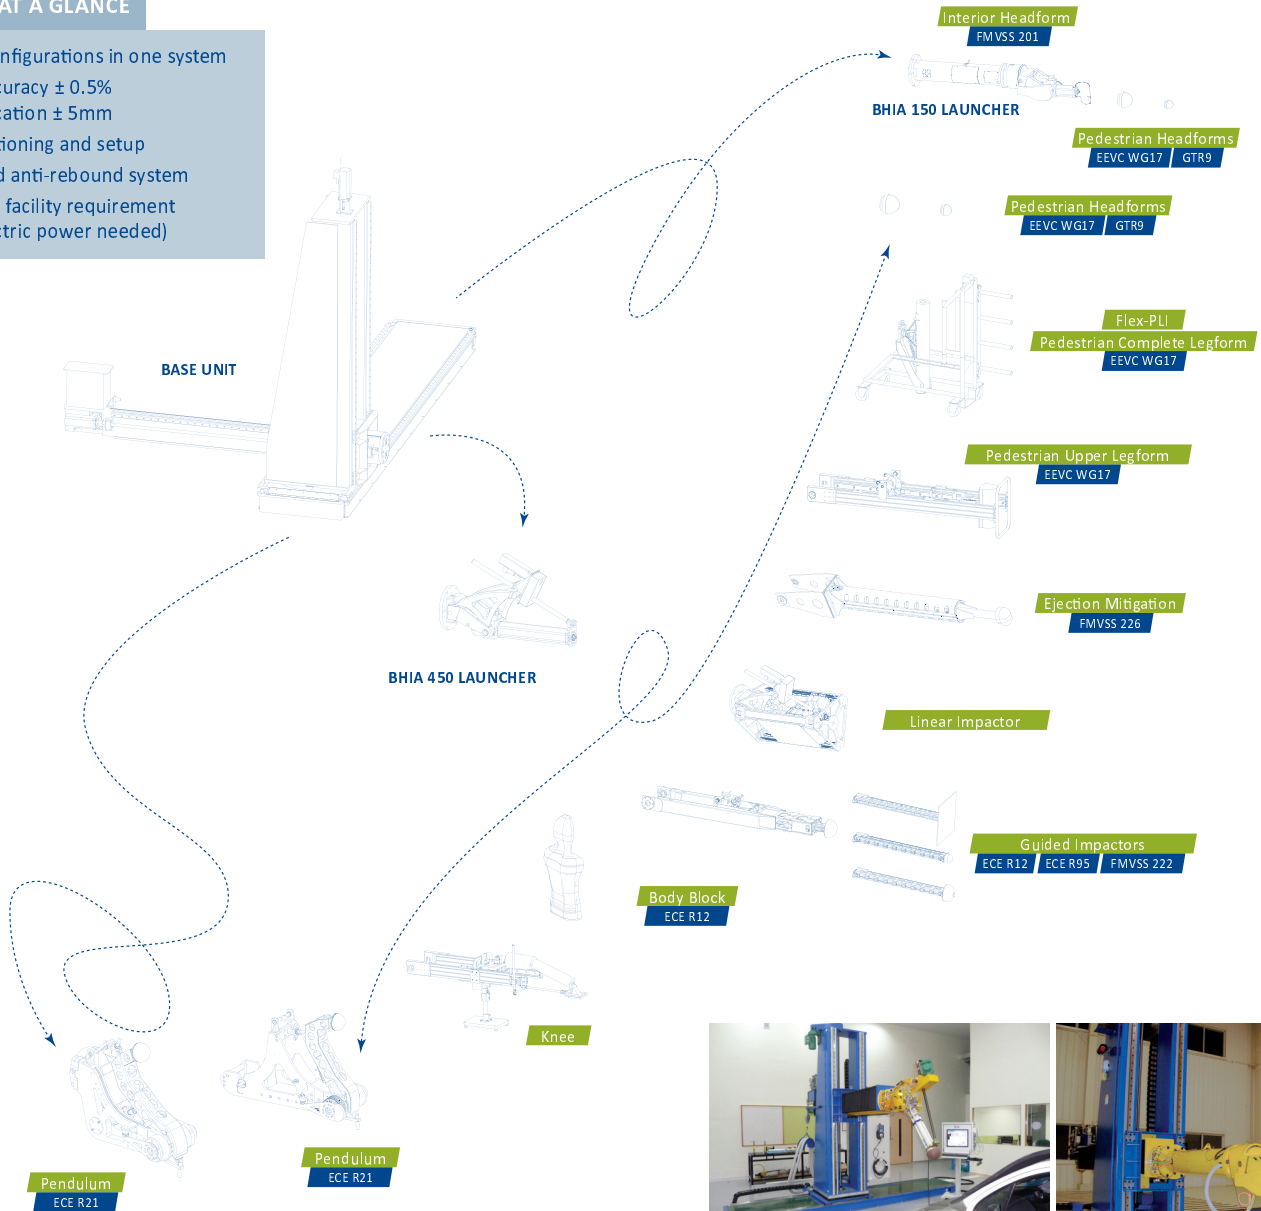 AT A GLANCE
nfigurations in one system
curacy ± 0.5%
cation ± 5mm
tioning and setup
d anti-rebound system
facility requirement
ctric power needed)
Interior Headform
FMVSS 201
BHIA 150 LAUNCHER
Pedestrian Headforms
EEVC WG17 GTR9
Pedestrian Headforms
EEVC WG17 GTR9
Flex-PLI
Pedestrian Complete Legform
EEVC WG17
BASE UNIT
Pedestrian Upper Legform
EEVC WG17
Ejection Mitigation
FMVSS 226
BHIA 450 LAUNCHER
Linear Impactor
Guided Impactors
ECE R12 ECE R95 FMVSS 222
Body Block
ECE R12
Knee
Pendulum
ECE R21
Pendulum
ECE R21